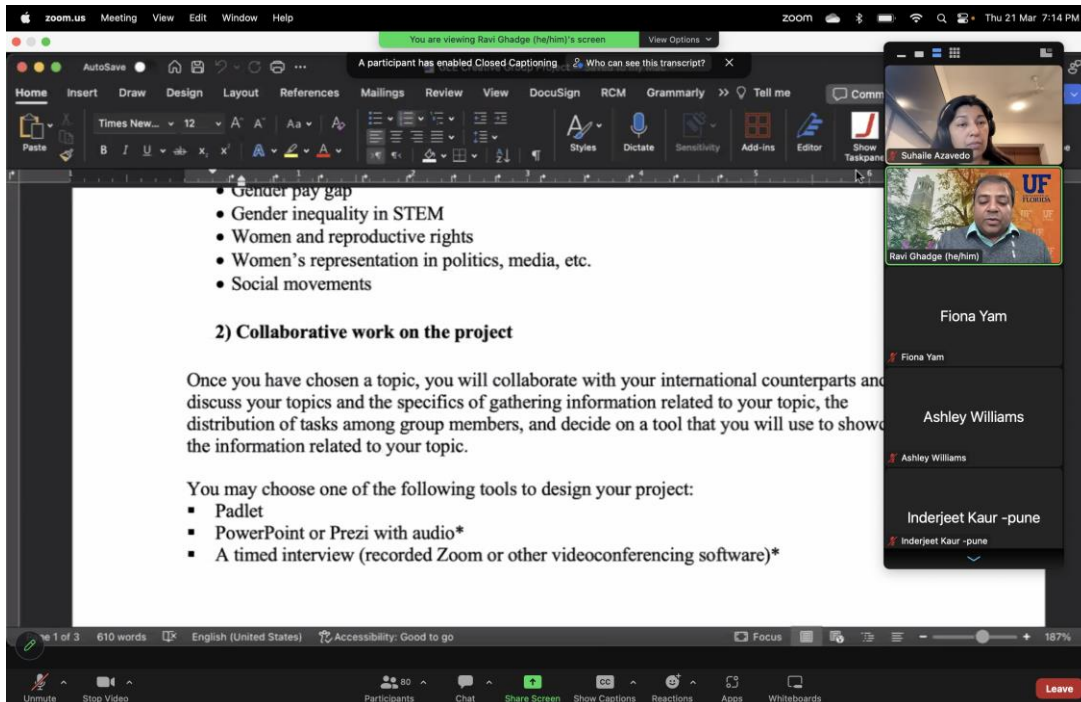 zoom.us Meeting View Edit Window Help
zoom Thu 21 Mar 7:14 PM
You are viewing Ravi Ghadge (he/him)'s screen View Options
AutoSave
A participant has enabled Closed Captioning Who can see this transcript? X
Home Insert Draw Design Layout References Mailings Review View DocuSign RCM Grammarly >> Tell me Comm
Times New... 12 A^ A˅ Aa A
Paste
B I U ab x₂ x² A A
Styles Dictate Sensitivity Add-ins Editor Show Taskpane
• Gender pay gap
• Gender inequality in STEM
• Women and reproductive rights
• Women's representation in politics, media, etc.
• Social movements
2) Collaborative work on the project
Once you have chosen a topic, you will collaborate with your international counterparts and
discuss your topics and the specifics of gathering information related to your topic, the
distribution of tasks among group members, and decide on a tool that you will use to showc
the information related to your topic.
You may choose one of the following tools to design your project:
▪ Padlet
▪ PowerPoint or Prezi with audio*
▪ A timed interview (recorded Zoom or other videoconferencing software)*
Suhaile Azavedo
UF
FLORIDA
Ravi Ghadge (he/him)
Fiona Yam
Fiona Yam
Ashley Williams
Ashley Williams
Inderjeet Kaur -pune
Inderjeet Kaur -pune
1 of 3 610 words English (United States) Accessibility: Good to go Focus 187%
Unmute Stop Video Participants 80 Chat Share Screen Show Captions Reactions Apps Whiteboards Leave